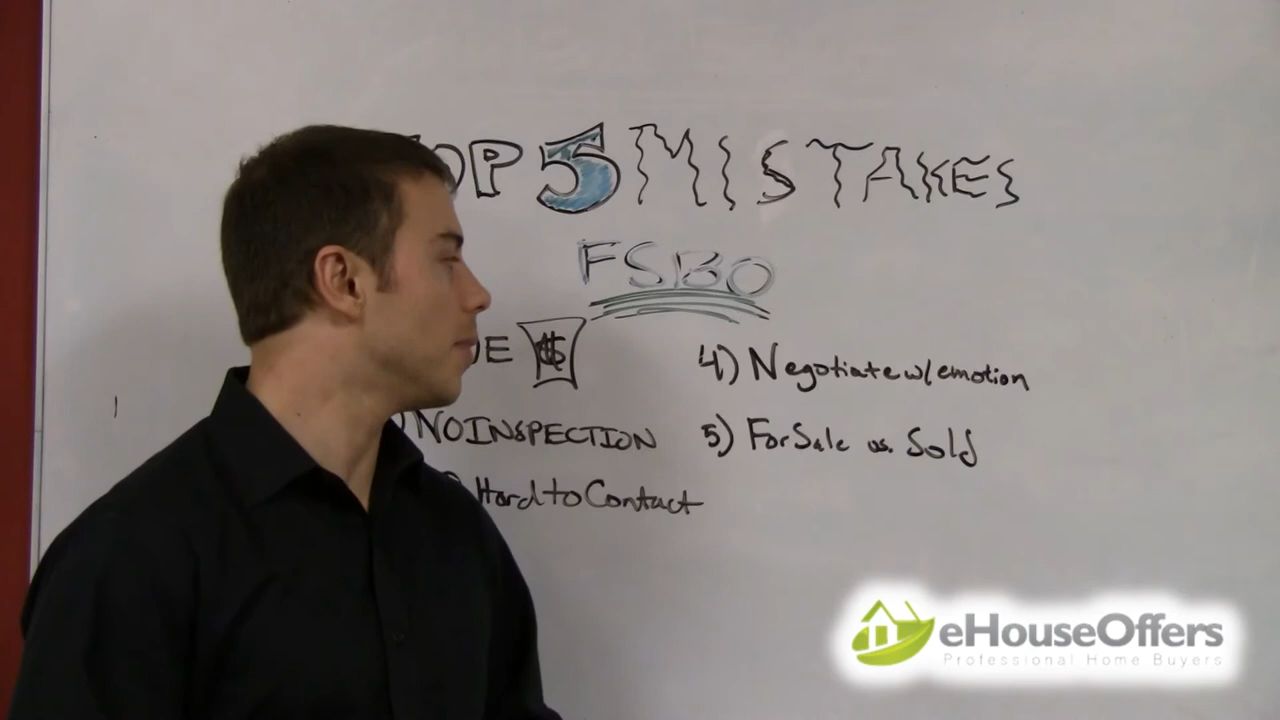 OP 5 MISTAKES
FSBO
UE $
) NO INSPECTION
Hard to Contact
4) Negotiate w/ emotion
5) For Sale vs. Sold
eHouseOffers
Professional Home Buyers